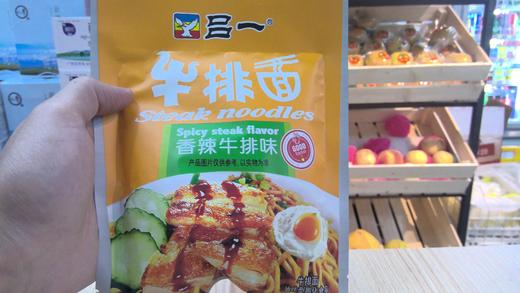 吕一®
牛排面
Steak noodles
Spicy steak flavor
香辣牛排味
GOOD
产品图片仅供参考,以实物为准
牛排面